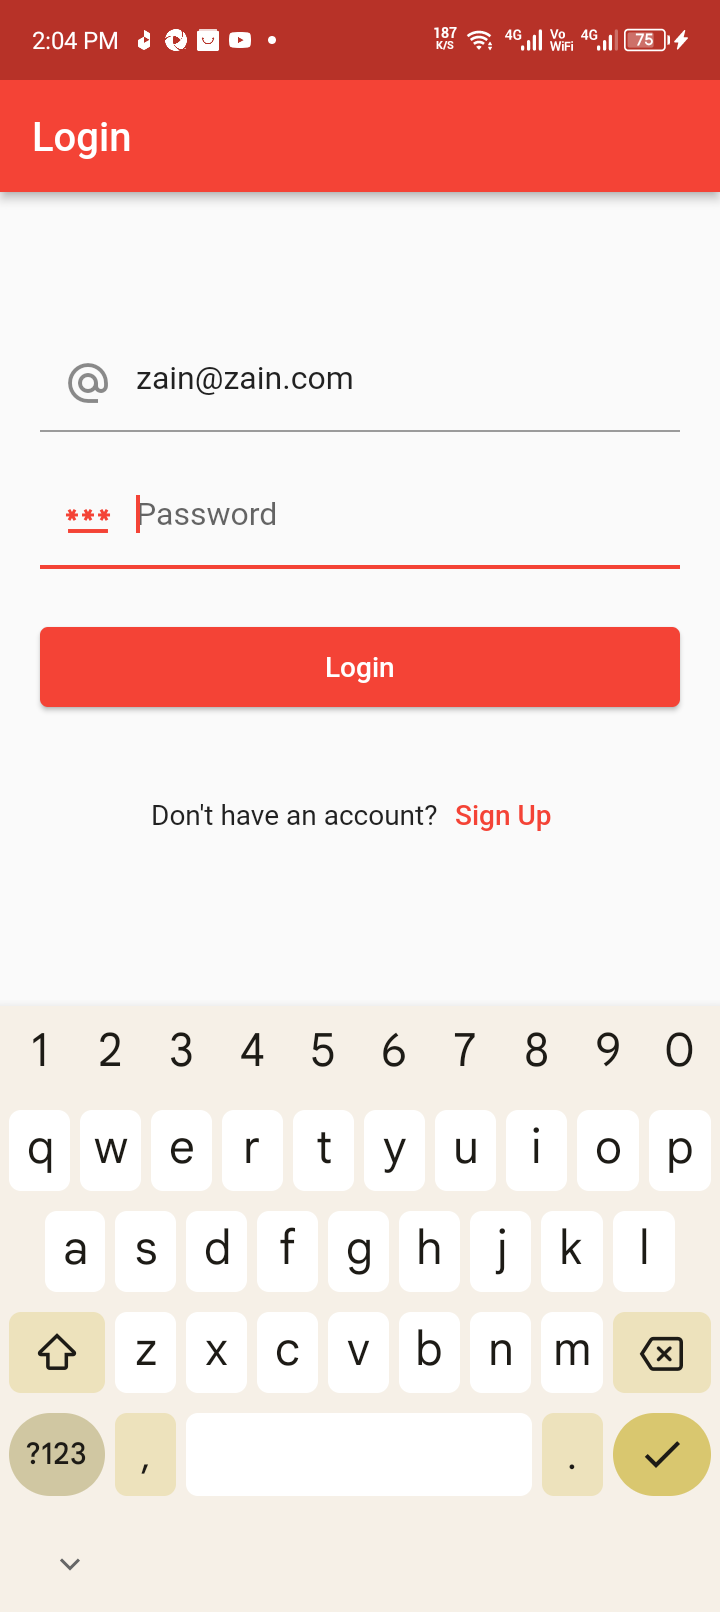 2:04 PM 187 K/S 4G Vo WiFi 4G 75
Login
zain@zain.com
*** Password
Login
Don't have an account? Sign Up
1 2 3 4 5 6 7 8 9 0
q w e r t y u i o p
a s d f g h j k l
z x c v b n m
?123 , .